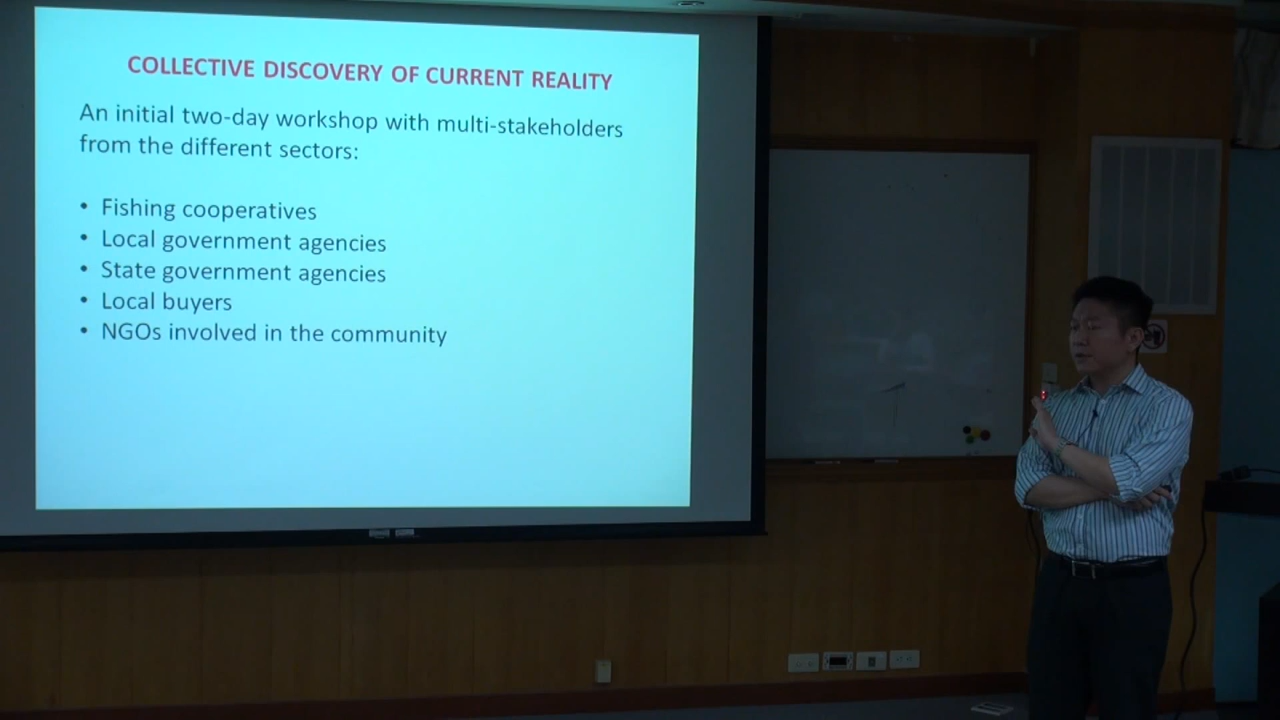 COLLECTIVE DISCOVERY OF CURRENT REALITY
An initial two-day workshop with multi-stakeholders
from the different sectors:
• Fishing cooperatives
• Local government agencies
• State government agencies
• Local buyers
• NGOs involved in the community